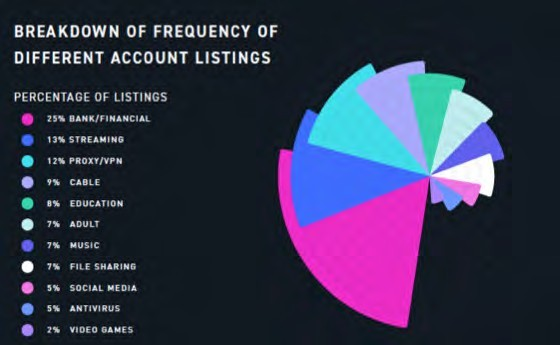 BREAKDOWN OF FREQUENCY OF
DIFFERENT ACCOUNT LISTINGS
PERCENTAGE OF LISTINGS
25% BANK/FINANCIAL
13% STREAMING
12% PROXY/VPN
9% CABLE
8% EDUCATION
7% ADULT
7% MUSIC
7% FILE SHARING
5% SOCIAL MEDIA
5% ANTIVIRUS
2% VIDEO GAMES